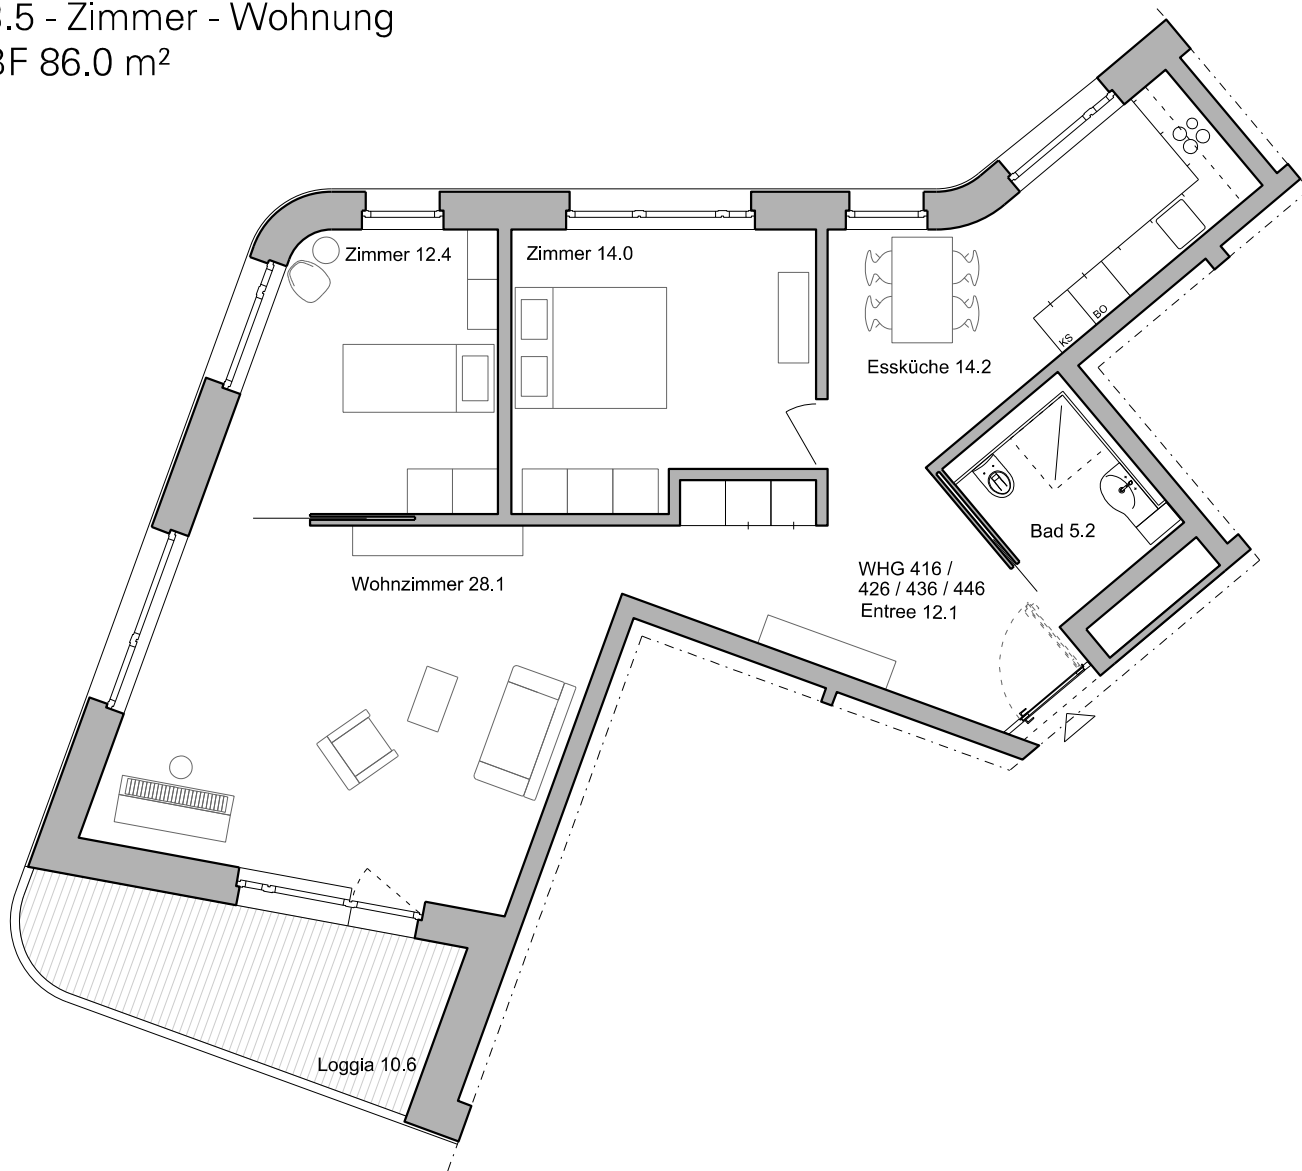 .5 - Zimmer - Wohnung
F 86.0 m²
Zimmer 12.4
Zimmer 14.0
Essküche 14.2
KS
BO
Bad 5.2
WHG 416 /
426 / 436 / 446
Entree 12.1
Wohnzimmer 28.1
Loggia 10.6